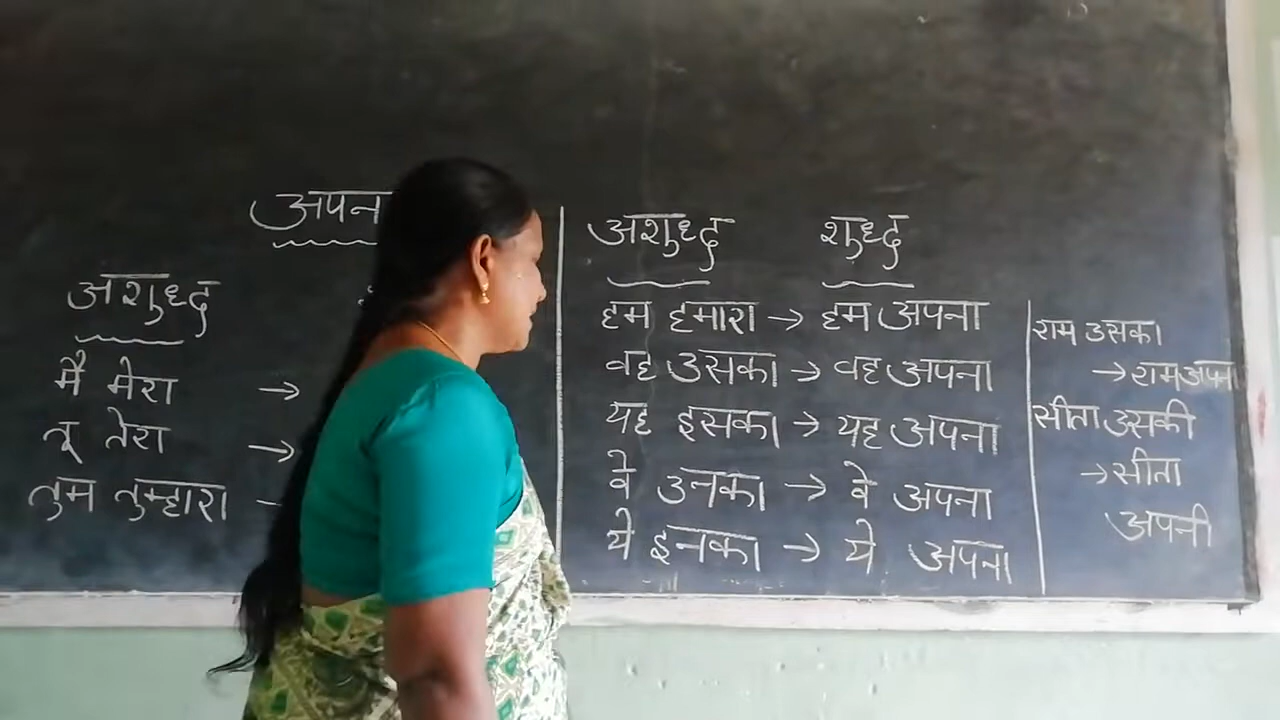 अपना
अशुध्द
मैं मेरा →
तू तेरा →
तुम तुम्हारा
अशुध्द शुध्द
हम हमारा → हम अपना
वह उसका → वह अपना
यह इसका → यह अपना
वे उनका → वे अपना
ये इनका → ये अपना
राम उसका
→ राम अपना
सीता उसकी
→ सीता
अपनी